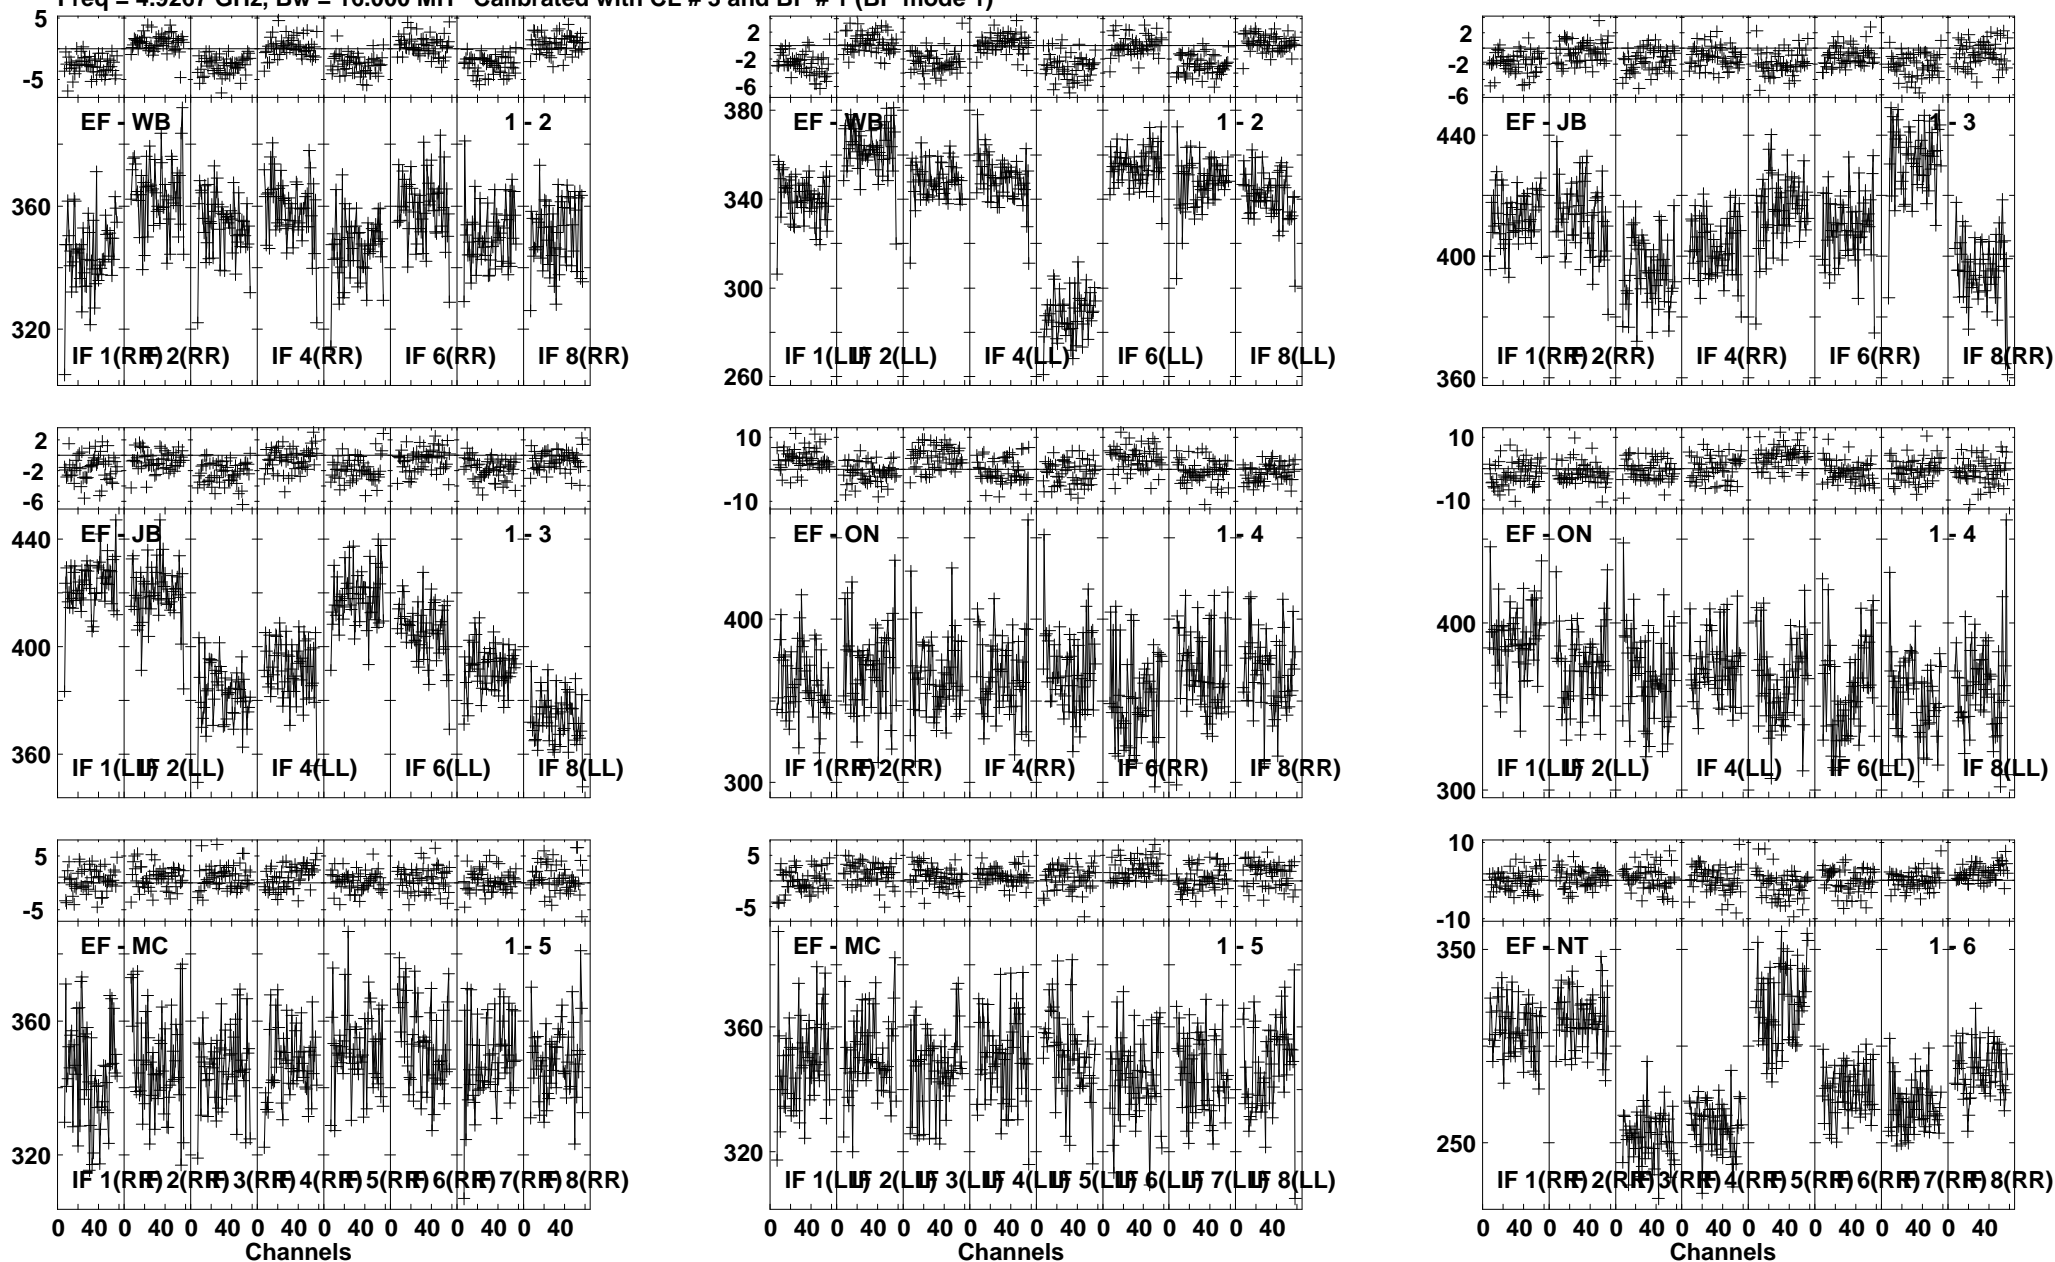 Calibrated with CL # 3 and BP # 1 (BP mode 1)
5
-5
EF - WB 1 - 2
360
320
IF 1(RR) IF 2(RR) IF 4(RR) IF 6(RR) IF 8(RR)
2
-2
-6
380
EF - WB 1 - 2
340
300
260
IF 1(LL) IF 2(LL) IF 4(LL) IF 6(LL) IF 8(LL)
2
-2
-6
440
EF - JB 1 - 3
400
360
IF 1(RR) IF 2(RR) IF 4(RR) IF 6(RR) IF 8(RR)
2
-2
-6
440
EF - JB 1 - 3
400
360
IF 1(LL) IF 2(LL) IF 4(LL) IF 6(LL) IF 8(LL)
10
-10
EF - ON 1 - 4
400
300
IF 1(RR) IF 2(RR) IF 4(RR) IF 6(RR) IF 8(RR)
10
-10
EF - ON 1 - 4
400
300
IF 1(LL) IF 2(LL) IF 4(LL) IF 6(LL) IF 8(LL)
5
-5
EF - MC 1 - 5
360
320
IF 1(RR) IF 2(RR) IF 3(RR) IF 4(RR) IF 5(RR) IF 6(RR) IF 7(RR) IF 8(RR)
0 40 0 40 0 40 0 40 0 40 0 40 0 40 0 40
Channels
5
-5
EF - MC 1 - 5
360
320
IF 1(LL) IF 2(LL) IF 3(LL) IF 4(LL) IF 5(LL) IF 6(LL) IF 7(LL) IF 8(LL)
0 40 0 40 0 40 0 40 0 40 0 40 0 40 0 40
Channels
10
-10
EF - NT 1 - 6
350
250
IF 1(RR) IF 2(RR) IF 3(RR) IF 4(RR) IF 5(RR) IF 6(RR) IF 7(RR) IF 8(RR)
0 40 0 40 0 40 0 40 0 40 0 40 0 40 0 40
Channels